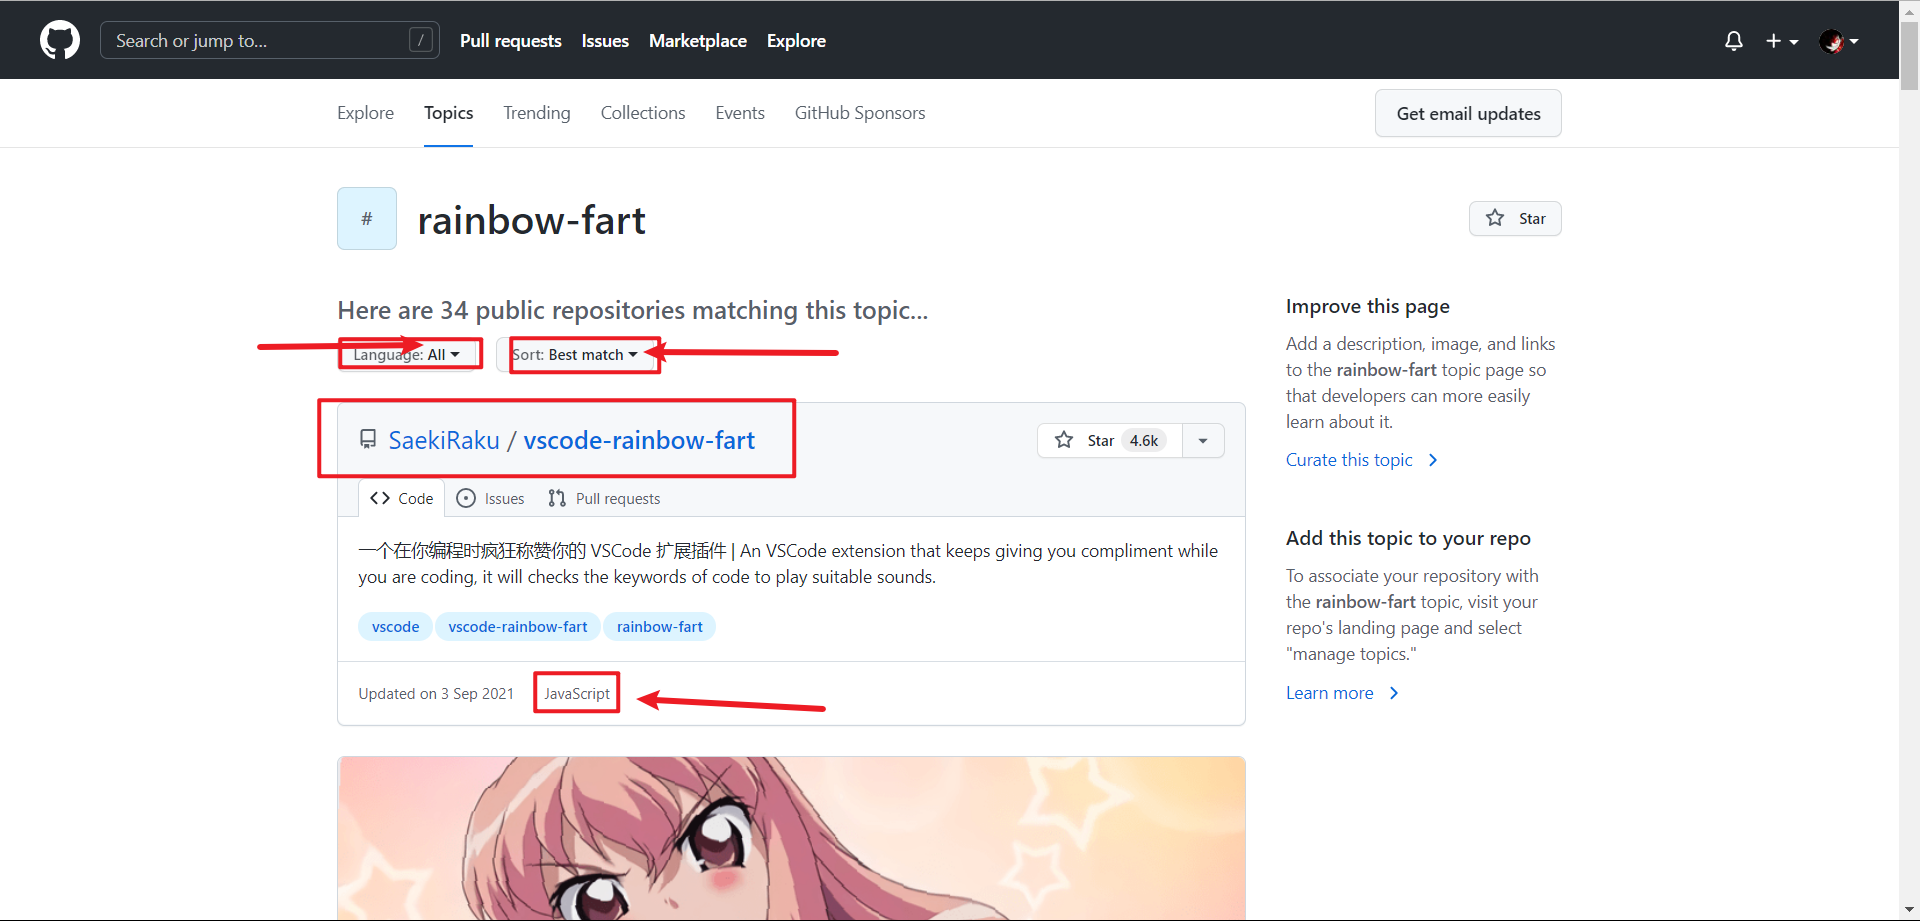 Search or jump to... /
Pull requests Issues Marketplace Explore
Explore Topics Trending Collections Events GitHub Sponsors
Get email updates
# rainbow-fart
Star
Here are 34 public repositories matching this topic...
Language: All Sort: Best match
SaekiRaku / vscode-rainbow-fart
Star 4.6k
Code Issues Pull requests
一个在你编程时疯狂称赞你的 VSCode 扩展插件 | An VSCode extension that keeps giving you compliment while
you are coding, it will checks the keywords of code to play suitable sounds.
vscode vscode-rainbow-fart rainbow-fart
Updated on 3 Sep 2021 JavaScript
Improve this page
Add a description, image, and links
to the rainbow-fart topic page so
that developers can more easily
learn about it.
Curate this topic
Add this topic to your repo
To associate your repository with
the rainbow-fart topic, visit your
repo's landing page and select
"manage topics."
Learn more